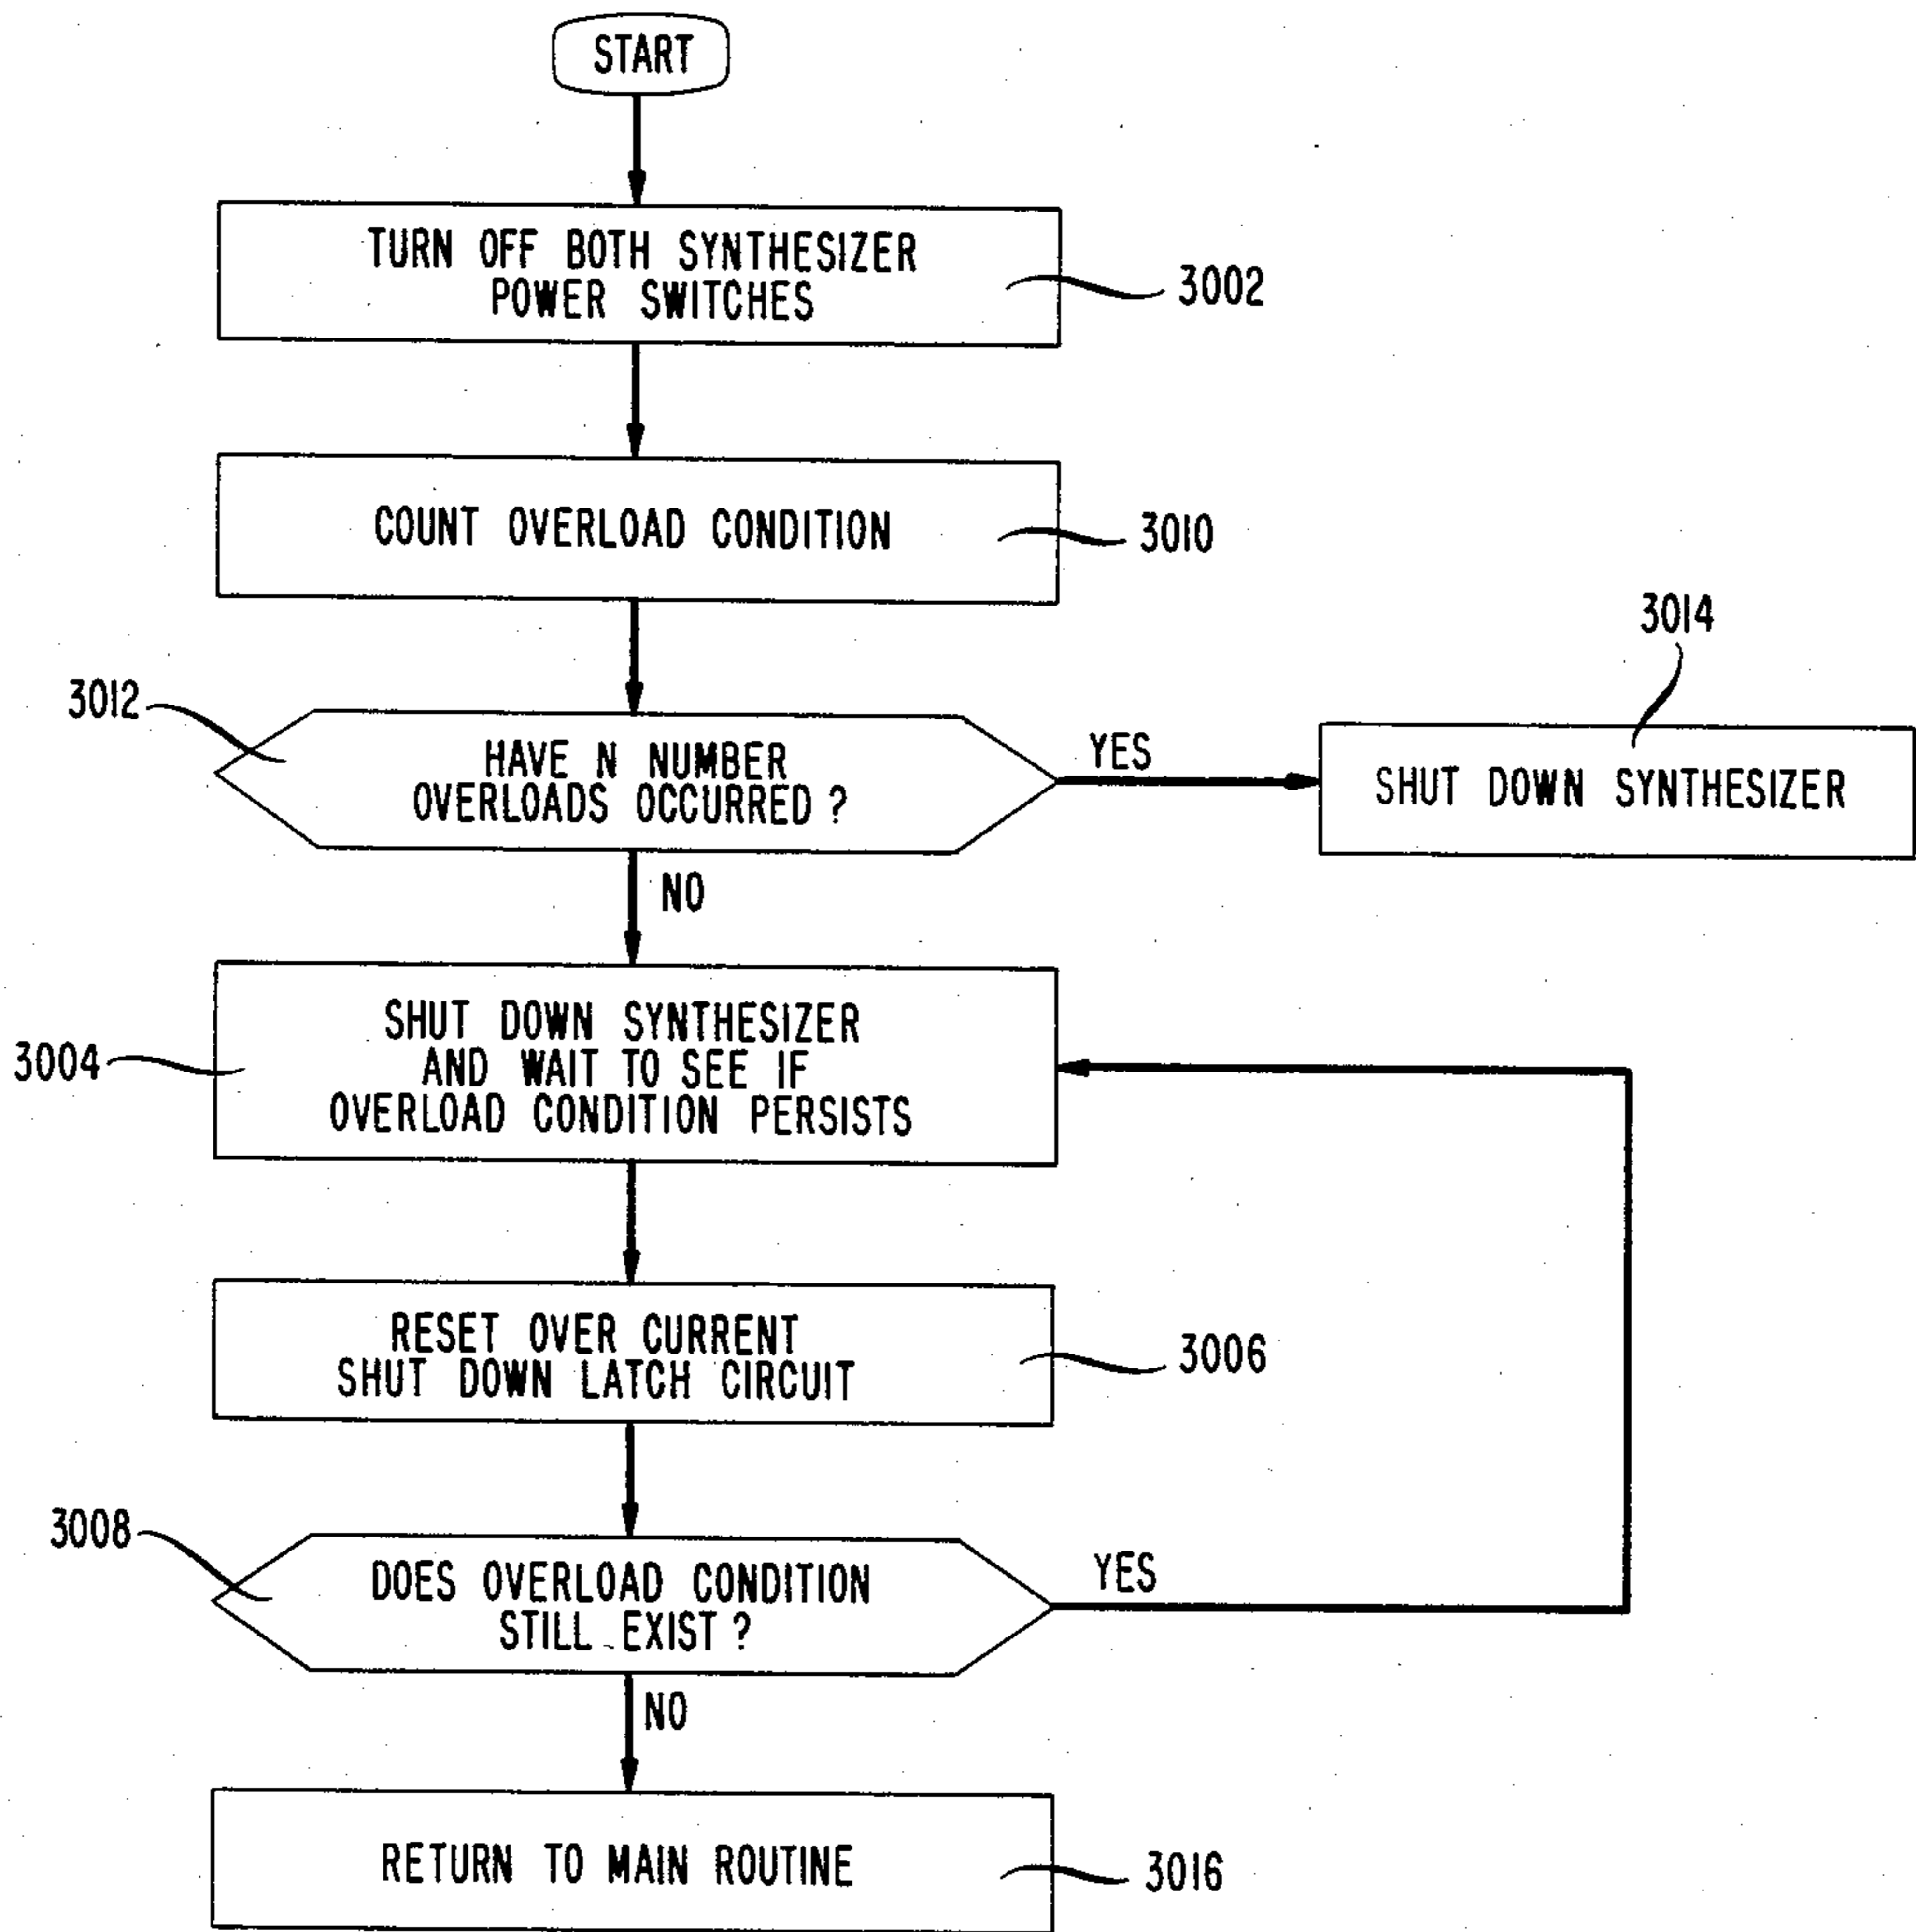 START
TURN OFF BOTH SYNTHESIZER
POWER SWITCHES
3002
COUNT OVERLOAD CONDITION
3010
3012
HAVE N NUMBER
OVERLOADS OCCURRED ?
YES
3014
SHUT DOWN SYNTHESIZER
NO
3004
SHUT DOWN SYNTHESIZER
AND WAIT TO SEE IF
OVERLOAD CONDITION PERSISTS
RESET OVER CURRENT
SHUT DOWN LATCH CIRCUIT
3006
3008
DOES OVERLOAD CONDITION
STILL EXIST ?
YES
NO
RETURN TO MAIN ROUTINE
3016